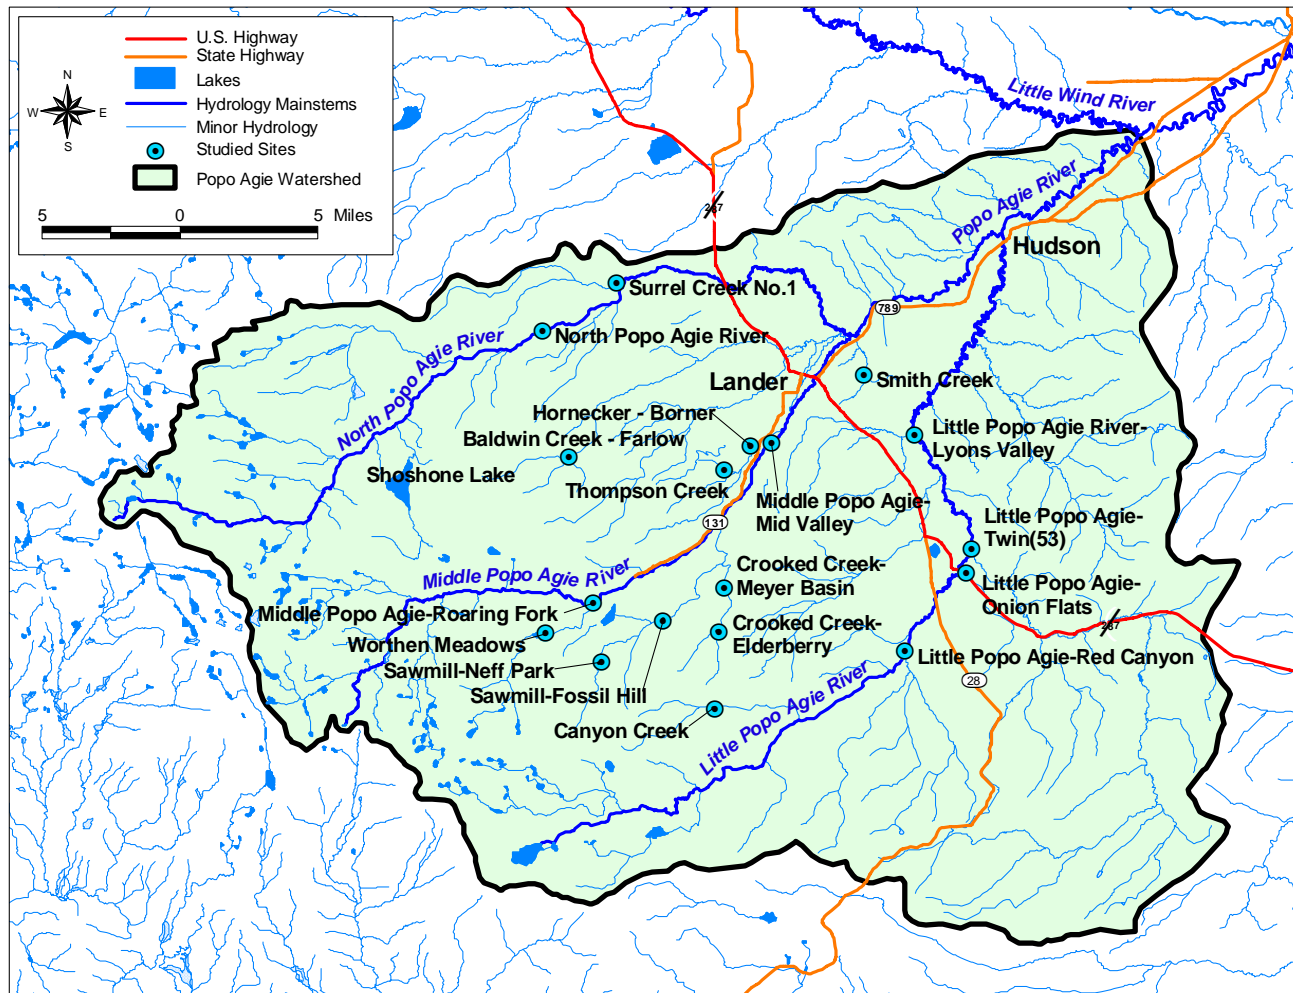 U.S. Highway
State Highway
Lakes
Hydrology Mainstems
Minor Hydrology
Studied Sites
Popo Agie Watershed
N
W E
S
5 0 5 Miles
Little Wind River
Popo Agie River
Hudson
287
Surrel Creek No.1
789
North Popo Agie River
North Popo Agie River
Lander
Smith Creek
Hornecker - Borner
Baldwin Creek - Farlow
Little Popo Agie River-
Lyons Valley
Shoshone Lake
Thompson Creek
Middle Popo Agie-
Mid Valley
131
Little Popo Agie-
Twin(53)
Middle Popo Agie River
Crooked Creek-
Meyer Basin
Little Popo Agie-
Onion Flats
Middle Popo Agie-Roaring Fork
287
Crooked Creek-
Elderberry
Worthen Meadows
Little Popo Agie-Red Canyon
Sawmill-Neff Park
28
Sawmill-Fossil Hill
Little Popo Agie River
Canyon Creek